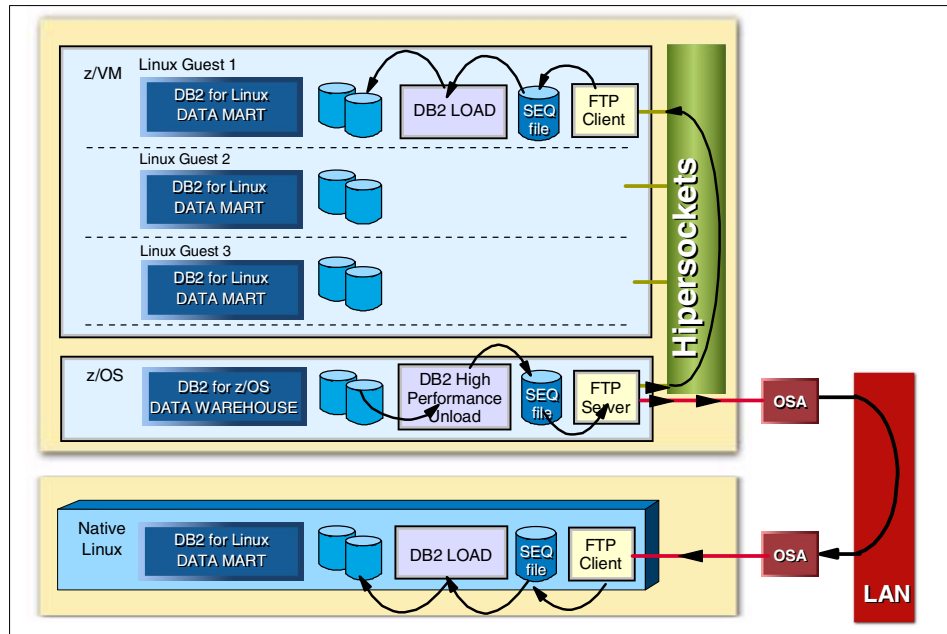 z/VM
Linux Guest 1
DB2 for Linux
DATA MART
DB2 LOAD
SEQ
file
FTP
Client
Linux Guest 2
DB2 for Linux
DATA MART
Linux Guest 3
DB2 for Linux
DATA MART
Hipersockets
z/OS
DB2 for z/OS
DATA WAREHOUSE
DB2 High
Performance
Unload
SEQ
file
FTP
Server
OSA
Native
Linux
DB2 for Linux
DATA MART
DB2 LOAD
SEQ
file
FTP
Client
OSA
LAN